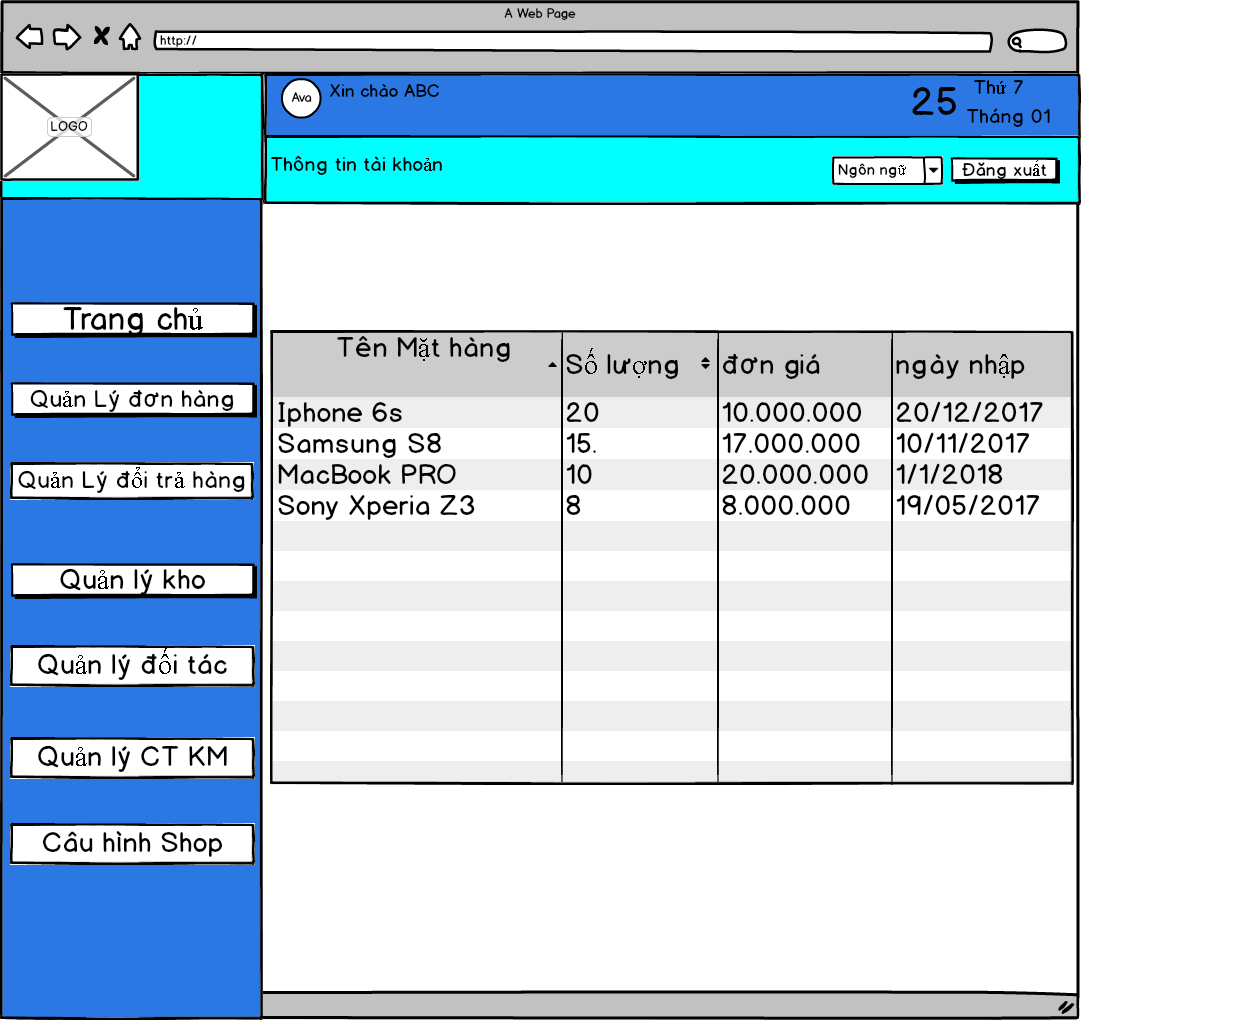 A Web Page
http://
LOGO
Ava
Xin chào ABC
25
Thứ 7
Tháng 01
Thông tin tài khoản
Ngôn ngữ
Đăng xuất
Trang chủ
Quản Lý đơn hàng
Quản Lý đổi trả hàng
Quản lý kho
Quản lý đối tác
Quản lý CT KM
Câu hình Shop
Tên Mặt hàng Số lượng đơn giá ngày nhập
Iphone 6s 20 10.000.000 20/12/2017
Samsung S8 15. 17.000.000 10/11/2017
MacBook PRO 10 20.000.000 1/1/2018
Sony Xperia Z3 8 8.000.000 19/05/2017